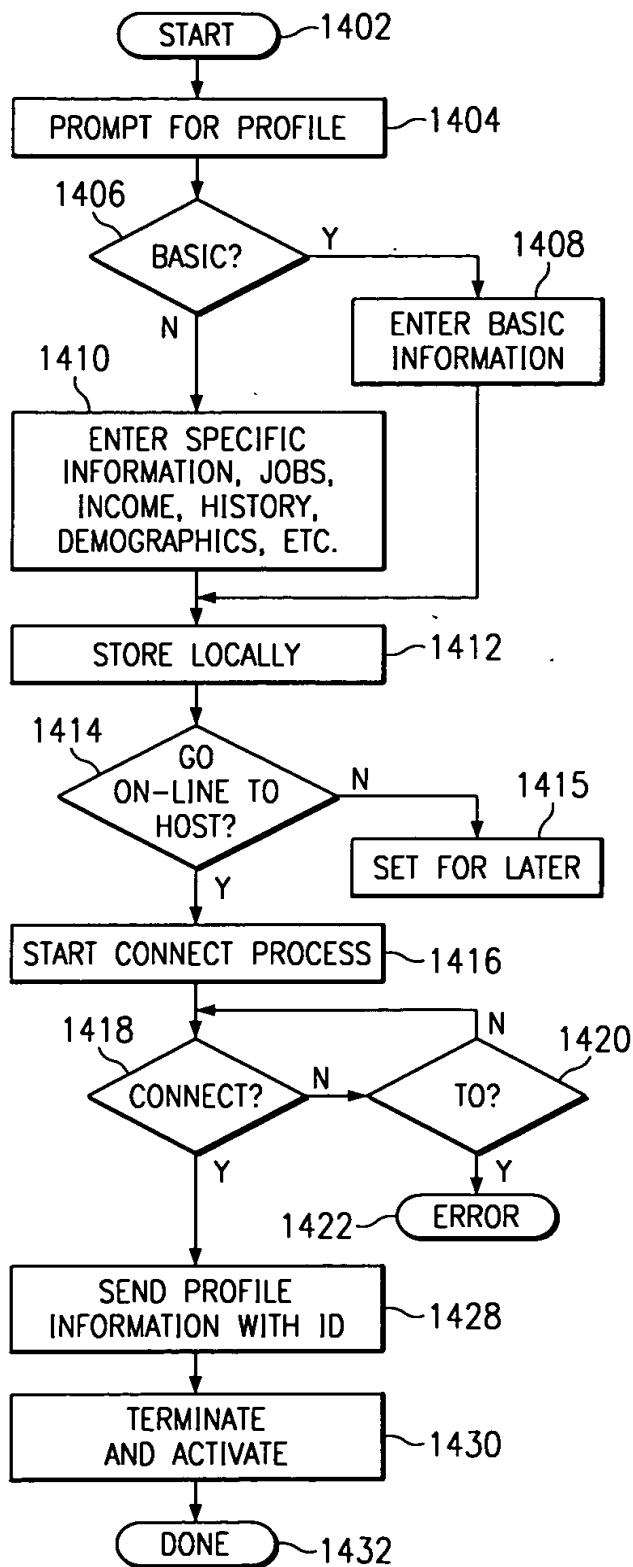 START
1402
PROMPT FOR PROFILE
1404
1406
BASIC?
Y
N
1408
ENTER BASIC
INFORMATION
1410
ENTER SPECIFIC
INFORMATION, JOBS,
INCOME, HISTORY,
DEMOGRAPHICS, ETC.
STORE LOCALLY
1412
1414
GO
ON-LINE TO
HOST?
N
Y
1415
SET FOR LATER
START CONNECT PROCESS
1416
1418
CONNECT?
N
Y
N
1420
TO?
Y
1422
ERROR
SEND PROFILE
INFORMATION WITH ID
1428
TERMINATE
AND ACTIVATE
1430
DONE
1432